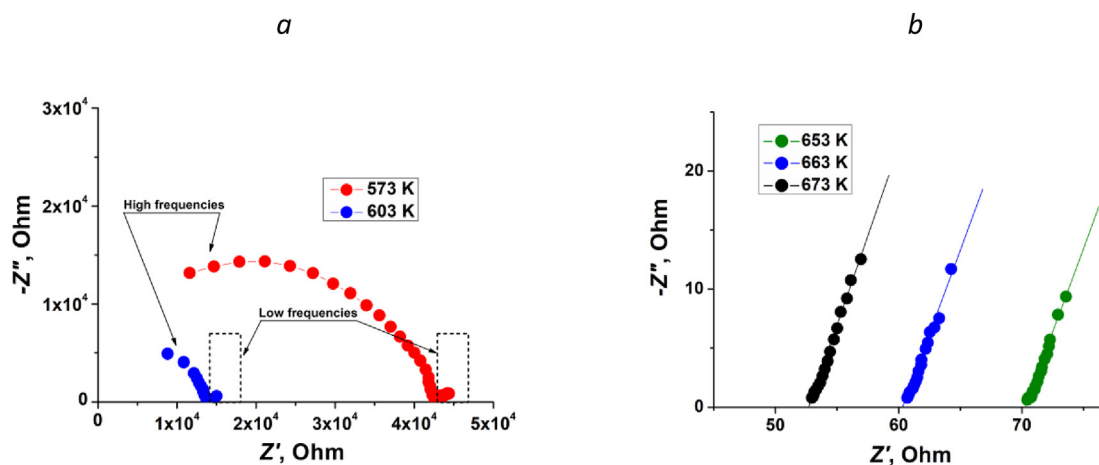 a
3x10⁴
2x10⁴
1x10⁴
0
-Z″, Ohm
High frequencies
573 K
603 K
Low frequencies
0
1x10⁴
2x10⁴
3x10⁴
4x10⁴
5x10⁴
Z′, Ohm
b
20
10
0
-Z″, Ohm
653 K
663 K
673 K
50
60
70
Z′, Ohm